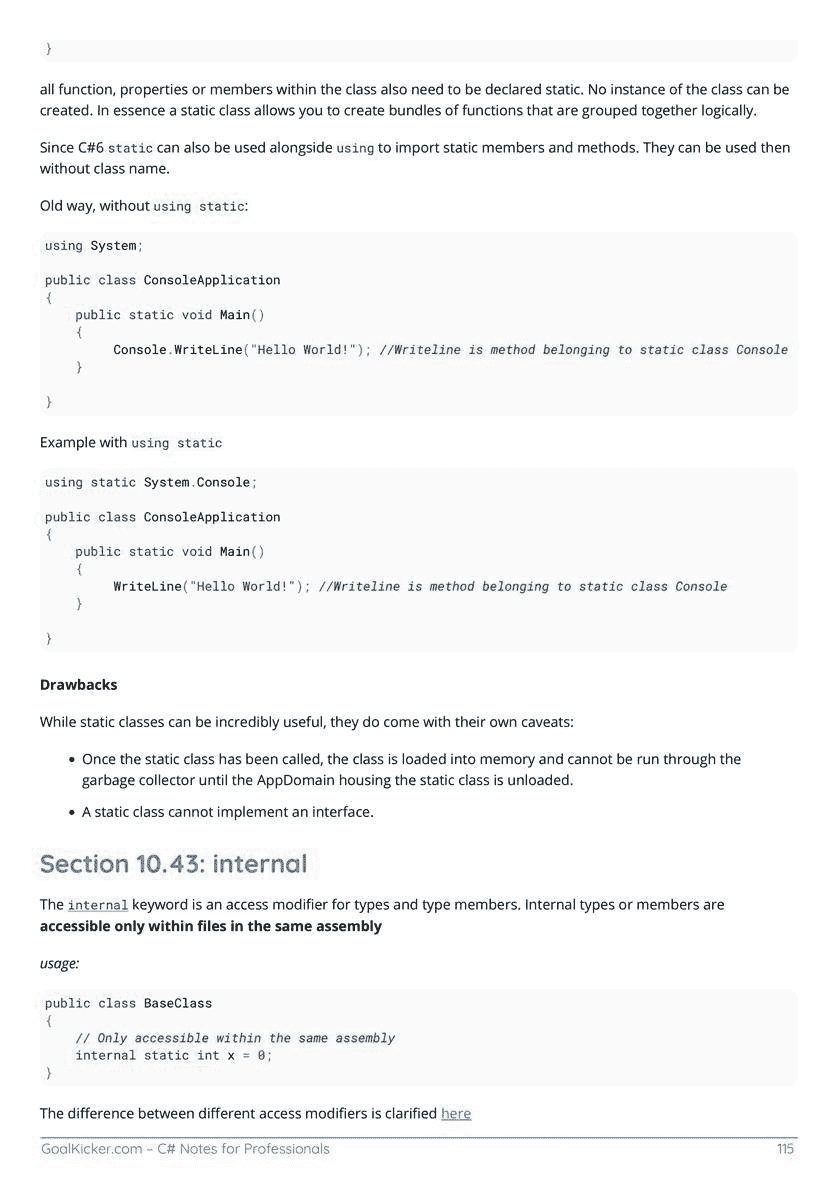 }
all function, properties or members within the class also need to be declared static. No instance of the class can be
created. In essence a static class allows you to create bundles of functions that are grouped together logically.
Since C#6 static can also be used alongside using to import static members and methods. They can be used then
without class name.
Old way, without using static:
using System;
public class ConsoleApplication
{
    public static void Main()
    {
         Console.WriteLine("Hello World!"); //Writeline is method belonging to static class Console
    }
}
Example with using static
using static System.Console;
public class ConsoleApplication
{
    public static void Main()
    {
         WriteLine("Hello World!"); //Writeline is method belonging to static class Console
    }
}
Drawbacks
While static classes can be incredibly useful, they do come with their own caveats:
• Once the static class has been called, the class is loaded into memory and cannot be run through the
garbage collector until the AppDomain housing the static class is unloaded.
• A static class cannot implement an interface.
Section 10.43: internal
The internal keyword is an access modifier for types and type members. Internal types or members are
accessible only within files in the same assembly
usage:
public class BaseClass
{
    // Only accessible within the same assembly
    internal static int x = 0;
}
The difference between different access modifiers is clarified here
GoalKicker.com – C# Notes for Professionals 115